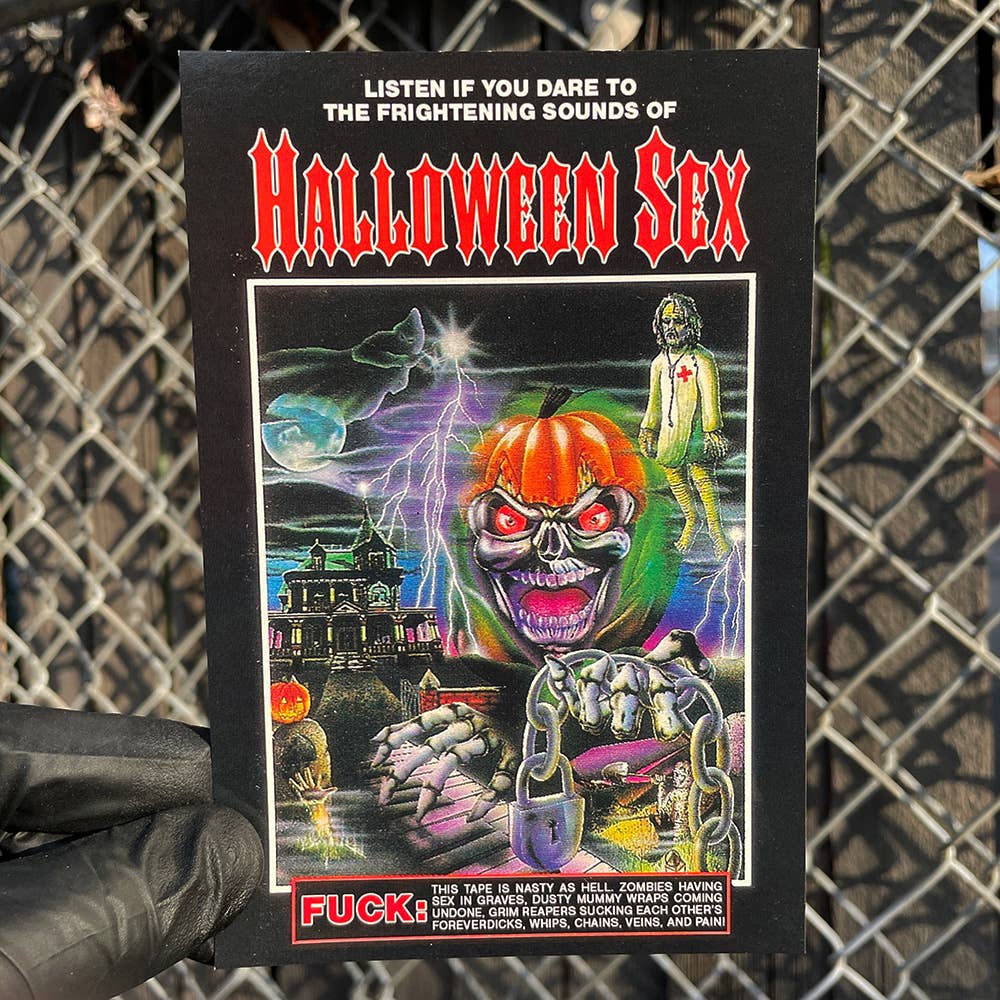 LISTEN IF YOU DARE TO
THE FRIGHTENING SOUNDS OF
HALLOWEEN SEX
FUCK:
THIS TAPE IS NASTY AS HELL. ZOMBIES HAVING
SEX IN GRAVES, DUSTY MUMMY WRAPS COMING
UNDONE, GRIM REAPERS SUCKING EACH OTHER'S
FOREVERDICKS, WHIPS, CHAINS, VEINS, AND PAIN!